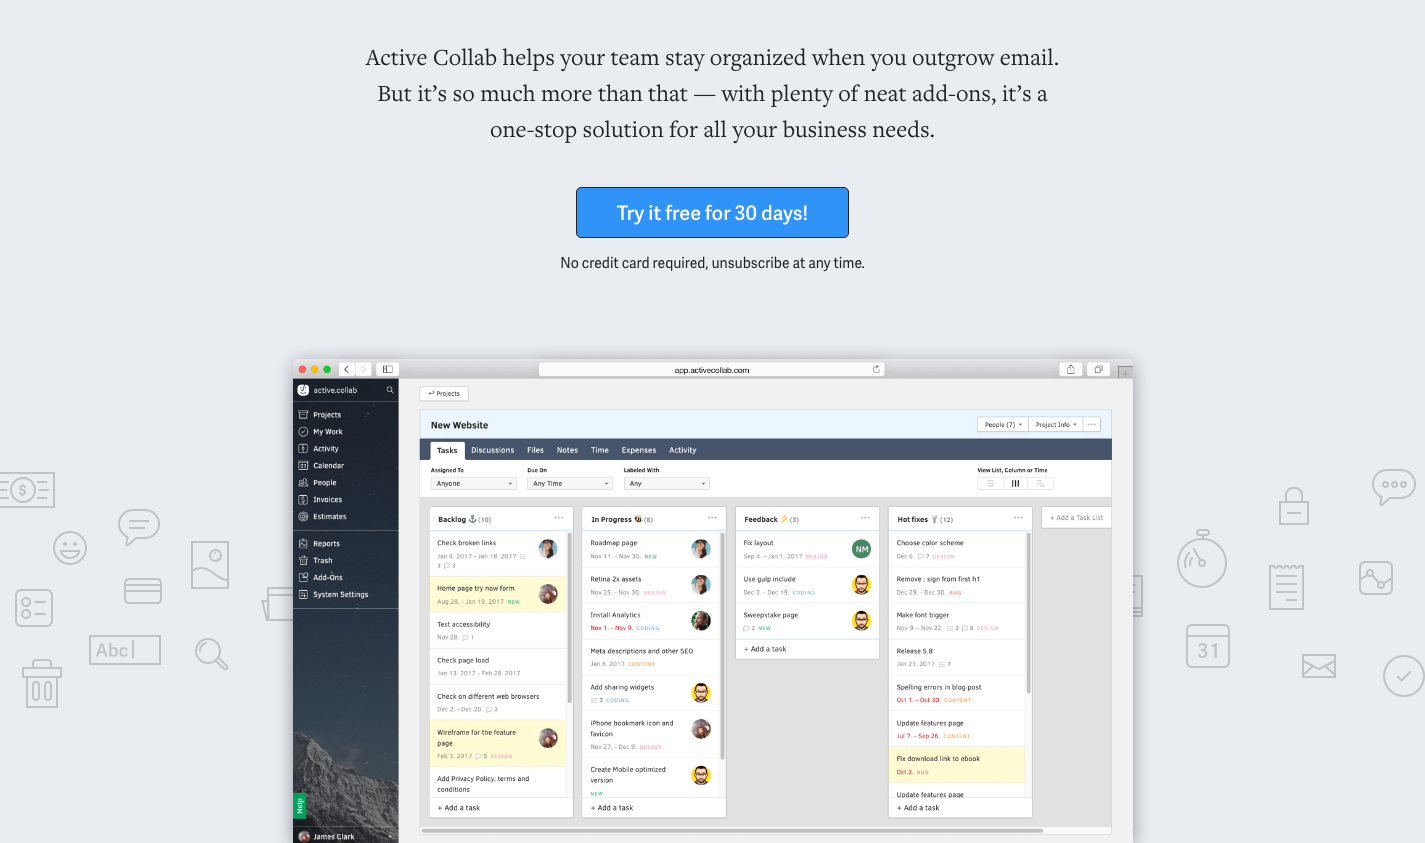 Active Collab helps your team stay organized when you outgrow email.
But it's so much more than that — with plenty of neat add-ons, it's a
one-stop solution for all your business needs.
Try it free for 30 days!
No credit card required, unsubscribe at any time.
app.activecollab.com
active.collab
Projects
My Work
Activity
Calendar
People
Invoices
Estimates
Reports
Trash
Add-Ons
System Settings
Help
James Clark
Projects
New Website
People (7)
Project Info
Tasks Discussions Files Notes Time Expenses Activity
Assigned To Due On Labeled With View List, Column or Time
Anyone Any Time Any
Backlog (10)
Check broken links
Jan 4. 2017 - Jan 18. 2017
3 3
Home page try now form
Aug 28. - Jan 19. 2017 NEW
Test accessibility
Nov 28. 1
Check page load
Jan 13. 2017 - Feb 28. 2017
Check on different web browsers
Dec 2. - Dec 20. 2
Wireframe for the feature
page
Feb 3. 2017 5 DESIGN
Add Privacy Policy, terms and
conditions
+ Add a task
In Progress (8)
Roadmap page
Nov 11. - Nov 30. NEW
Retina 2x assets
Nov 25. - Nov 30. DESIGN
Install Analytics
Nov 1. - Nov 9. CODING
Meta descriptions and other SEO
Jan 8. 2017 CONTENT
Add sharing widgets
3 CODING
iPhone bookmark icon and
favicon
Nov 27. - Dec 9. DESIGN
Create Mobile optimized
version
NEW
+ Add a task
Feedback (3)
Fix layout
Sep 4. - Jan 1. 2017 DESIGN
NM
Use gulp include
Dec 3. - Dec 19. CODING
Sweepstake page
2 NEW
+ Add a task
Hot fixes (12)
Choose color scheme
Dec 6. 7 DESIGN
Remove ; sign from first h1
Dec 29. - Dec 30. BUG
Make font bigger
Nov 9. - Nov 22. 2 8 DESIGN
Release 5.8
Jan 23. 2017 7
Spelling errors in blog post
Oct 1. - Oct 30. CONTENT
Update features page
Jul 7. - Sep 26. CONTENT
Fix download link to ebook
Oct 2. BUG
Update features page
+ Add a task
+ Add a Task List
$
Abc
31